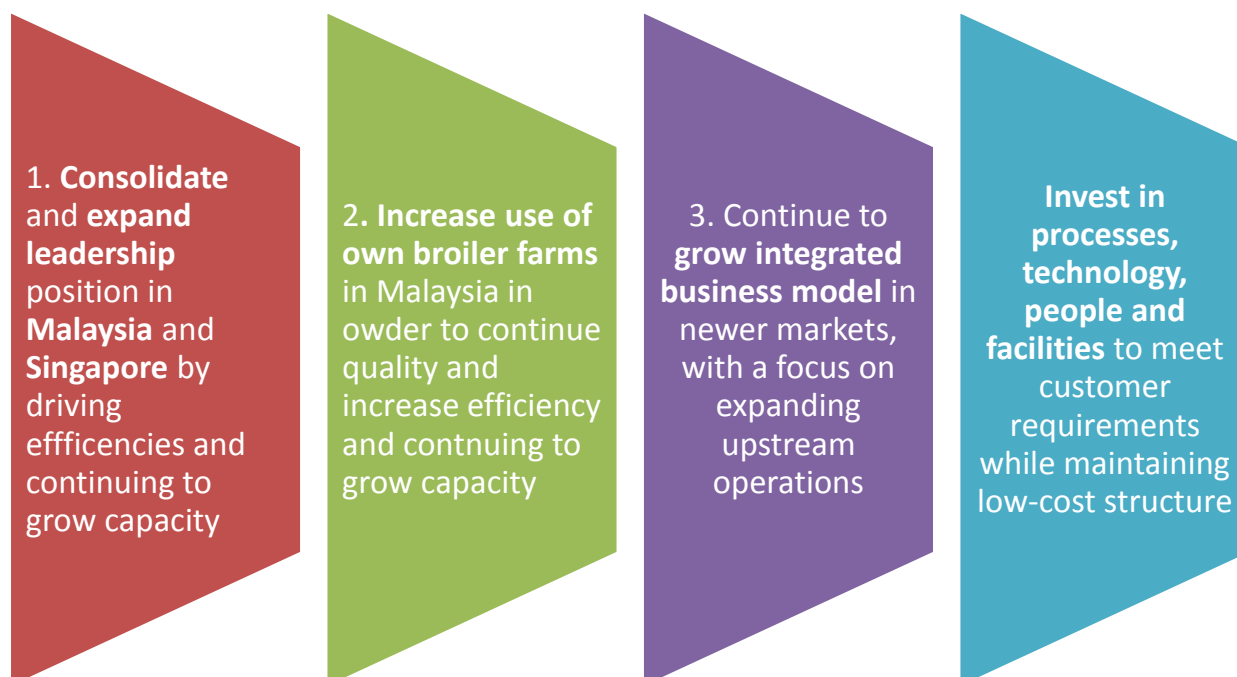 1. Consolidate
and expand
leadership
position in
Malaysia and
Singapore by
driving
effficencies and
continuing to
grow capacity
2. Increase use of
own broiler farms
in Malaysia in
owder to continue
quality and
increase efficiency
and contnuing to
grow capacity
3. Continue to
grow integrated
business model in
newer markets,
with a focus on
expanding
upstream
operations
Invest in
processes,
technology,
people and
facilities to meet
customer
requirements
while maintaining
low-cost structure